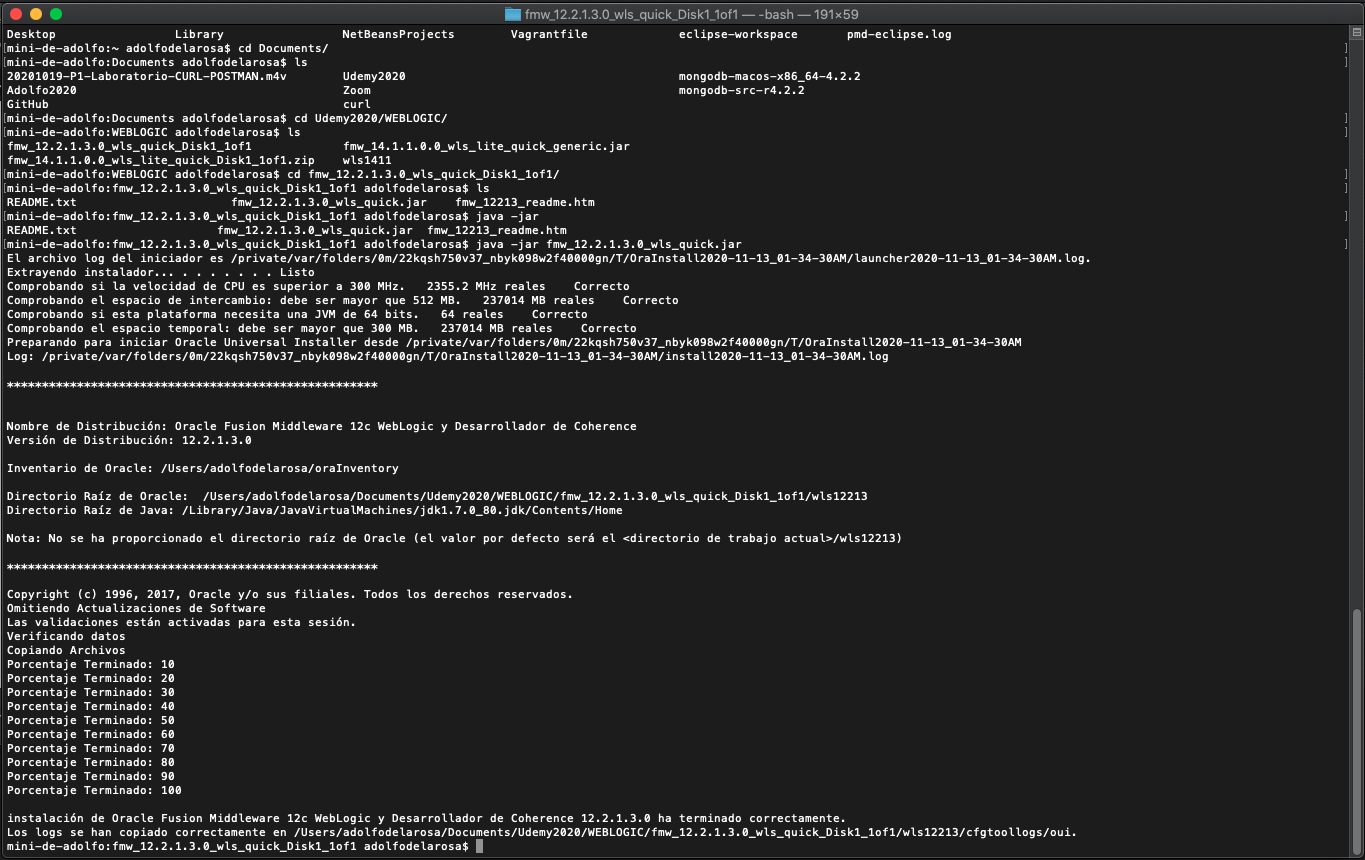 fmw_12.2.1.3.0_wls_quick_Disk1_1of1 — -bash — 191×59
Desktop Library NetBeansProjects Vagrantfile eclipse-workspace pmd-eclipse.log
[mini-de-adolfo:~ adolfodelarosa$ cd Documents/ ]
[mini-de-adolfo:Documents adolfodelarosa$ ls ]
20201019-P1-Laboratorio-CURL-POSTMAN.m4v Udemy2020 mongodb-macos-x86_64-4.2.2
Adolfo2020 Zoom mongodb-src-r4.2.2
GitHub curl
[mini-de-adolfo:Documents adolfodelarosa$ cd Udemy2020/WEBLOGIC/ ]
[mini-de-adolfo:WEBLOGIC adolfodelarosa$ ls ]
fmw_12.2.1.3.0_wls_quick_Disk1_1of1 fmw_14.1.1.0.0_wls_lite_quick_generic.jar
fmw_14.1.1.0.0_wls_lite_quick_Disk1_1of1.zip wls1411
[mini-de-adolfo:WEBLOGIC adolfodelarosa$ cd fmw_12.2.1.3.0_wls_quick_Disk1_1of1/ ]
[mini-de-adolfo:fmw_12.2.1.3.0_wls_quick_Disk1_1of1 adolfodelarosa$ ls ]
README.txt fmw_12.2.1.3.0_wls_quick.jar fmw_12213_readme.htm
[mini-de-adolfo:fmw_12.2.1.3.0_wls_quick_Disk1_1of1 adolfodelarosa$ java -jar ]
README.txt fmw_12.2.1.3.0_wls_quick.jar fmw_12213_readme.htm
[mini-de-adolfo:fmw_12.2.1.3.0_wls_quick_Disk1_1of1 adolfodelarosa$ java -jar fmw_12.2.1.3.0_wls_quick.jar ]
El archivo log del iniciador es /private/var/folders/0m/22kqsh750v37_nbyk098w2f40000gn/T/OraInstall2020-11-13_01-34-30AM/launcher2020-11-13_01-34-30AM.log.
Extrayendo instalador... . . . . . . . Listo
Comprobando si la velocidad de CPU es superior a 300 MHz. 2355.2 MHz reales Correcto
Comprobando el espacio de intercambio: debe ser mayor que 512 MB. 237014 MB reales Correcto
Comprobando si esta plataforma necesita una JVM de 64 bits. 64 reales Correcto
Comprobando el espacio temporal: debe ser mayor que 300 MB. 237014 MB reales Correcto
Preparando para iniciar Oracle Universal Installer desde /private/var/folders/0m/22kqsh750v37_nbyk098w2f40000gn/T/OraInstall2020-11-13_01-34-30AM
Log: /private/var/folders/0m/22kqsh750v37_nbyk098w2f40000gn/T/OraInstall2020-11-13_01-34-30AM/install2020-11-13_01-34-30AM.log
*****************************************************
Nombre de Distribución: Oracle Fusion Middleware 12c WebLogic y Desarrollador de Coherence
Versión de Distribución: 12.2.1.3.0
Inventario de Oracle: /Users/adolfodelarosa/oraInventory
Directorio Raíz de Oracle: /Users/adolfodelarosa/Documents/Udemy2020/WEBLOGIC/fmw_12.2.1.3.0_wls_quick_Disk1_1of1/wls12213
Directorio Raíz de Java: /Library/Java/JavaVirtualMachines/jdk1.7.0_80.jdk/Contents/Home
Nota: No se ha proporcionado el directorio raíz de Oracle (el valor por defecto será el <directorio de trabajo actual>/wls12213)
*****************************************************
Copyright (c) 1996, 2017, Oracle y/o sus filiales. Todos los derechos reservados.
Omitiendo Actualizaciones de Software
Las validaciones están activadas para esta sesión.
Verificando datos
Copiando Archivos
Porcentaje Terminado: 10
Porcentaje Terminado: 20
Porcentaje Terminado: 30
Porcentaje Terminado: 40
Porcentaje Terminado: 50
Porcentaje Terminado: 60
Porcentaje Terminado: 70
Porcentaje Terminado: 80
Porcentaje Terminado: 90
Porcentaje Terminado: 100
instalación de Oracle Fusion Middleware 12c WebLogic y Desarrollador de Coherence 12.2.1.3.0 ha terminado correctamente.
Los logs se han copiado correctamente en /Users/adolfodelarosa/Documents/Udemy2020/WEBLOGIC/fmw_12.2.1.3.0_wls_quick_Disk1_1of1/wls12213/cfgtoollogs/oui.
mini-de-adolfo:fmw_12.2.1.3.0_wls_quick_Disk1_1of1 adolfodelarosa$